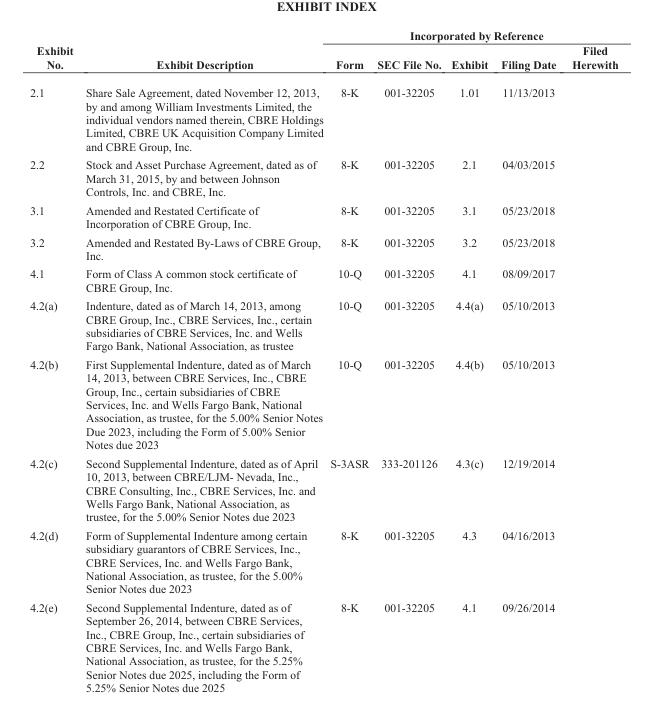 EXHIBIT INDEX
Incorporated by Reference
Exhibit No. Exhibit Description Form SEC File No. Exhibit Filing Date Filed Herewith
2.1 Share Sale Agreement, dated November 12, 2013, 8-K 001-32205 1.01 11/13/2013
by and among William Investments Limited, the
individual vendors named therein, CBRE Holdings
Limited, CBRE UK Acquisition Company Limited
and CBRE Group, Inc.
2.2 Stock and Asset Purchase Agreement, dated as of 8-K 001-32205 2.1 04/03/2015
March 31, 2015, by and between Johnson
Controls, Inc. and CBRE, Inc.
3.1 Amended and Restated Certificate of 8-K 001-32205 3.1 05/23/2018
Incorporation of CBRE Group, Inc.
3.2 Amended and Restated By-Laws of CBRE Group, 8-K 001-32205 3.2 05/23/2018
Inc.
4.1 Form of Class A common stock certificate of 10-Q 001-32205 4.1 08/09/2017
CBRE Group, Inc.
4.2(a) Indenture, dated as of March 14, 2013, among 10-Q 001-32205 4.4(a) 05/10/2013
CBRE Group, Inc., CBRE Services, Inc., certain
subsidiaries of CBRE Services, Inc. and Wells
Fargo Bank, National Association, as trustee
4.2(b) First Supplemental Indenture, dated as of March 10-Q 001-32205 4.4(b) 05/10/2013
14, 2013, between CBRE Services, Inc., CBRE
Group, Inc., certain subsidiaries of CBRE
Services, Inc. and Wells Fargo Bank, National
Association, as trustee, for the 5.00% Senior Notes
Due 2023, including the Form of 5.00% Senior
Notes due 2023
4.2(c) Second Supplemental Indenture, dated as of April S-3ASR 333-201126 4.3(c) 12/19/2014
10, 2013, between CBRE/LJM- Nevada, Inc.,
CBRE Consulting, Inc., CBRE Services, Inc. and
Wells Fargo Bank, National Association, as
trustee, for the 5.00% Senior Notes due 2023
4.2(d) Form of Supplemental Indenture among certain 8-K 001-32205 4.3 04/16/2013
subsidiary guarantors of CBRE Services, Inc.,
CBRE Services, Inc. and Wells Fargo Bank,
National Association, as trustee, for the 5.00%
Senior Notes due 2023
4.2(e) Second Supplemental Indenture, dated as of 8-K 001-32205 4.1 09/26/2014
September 26, 2014, between CBRE Services,
Inc., CBRE Group, Inc., certain subsidiaries of
CBRE Services, Inc. and Wells Fargo Bank,
National Association, as trustee, for the 5.25%
Senior Notes due 2025, including the Form of
5.25% Senior Notes due 2025